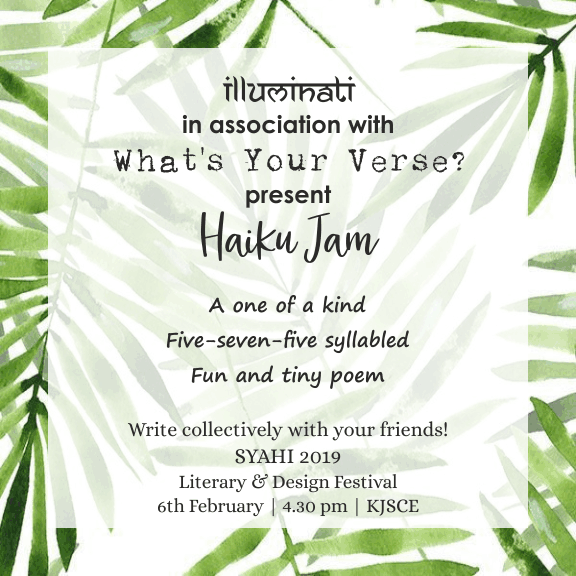 illuminati
in association with
What's Your Verse?
present
Haiku Jam
A one of a kind
Five-seven-five syllabled
Fun and tiny poem
Write collectively with your friends!
SYAHI 2019
Literary & Design Festival
6th February | 4.30 pm | KJSCE